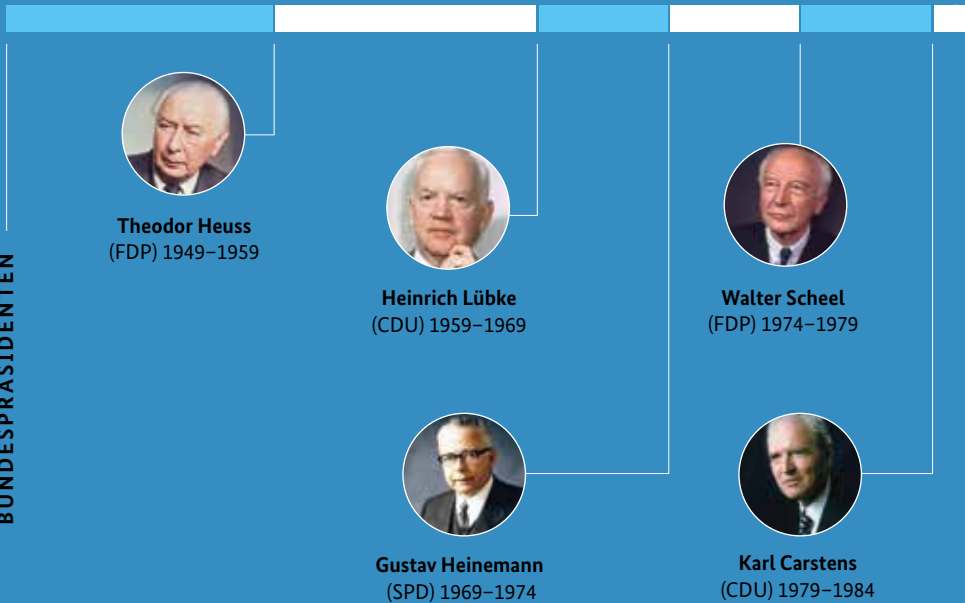 BUNDESPRÄSIDENTEN
Theodor Heuss
(FDP) 1949–1959
Heinrich Lübke
(CDU) 1959–1969
Walter Scheel
(FDP) 1974–1979
Gustav Heinemann
(SPD) 1969–1974
Karl Carstens
(CDU) 1979–1984